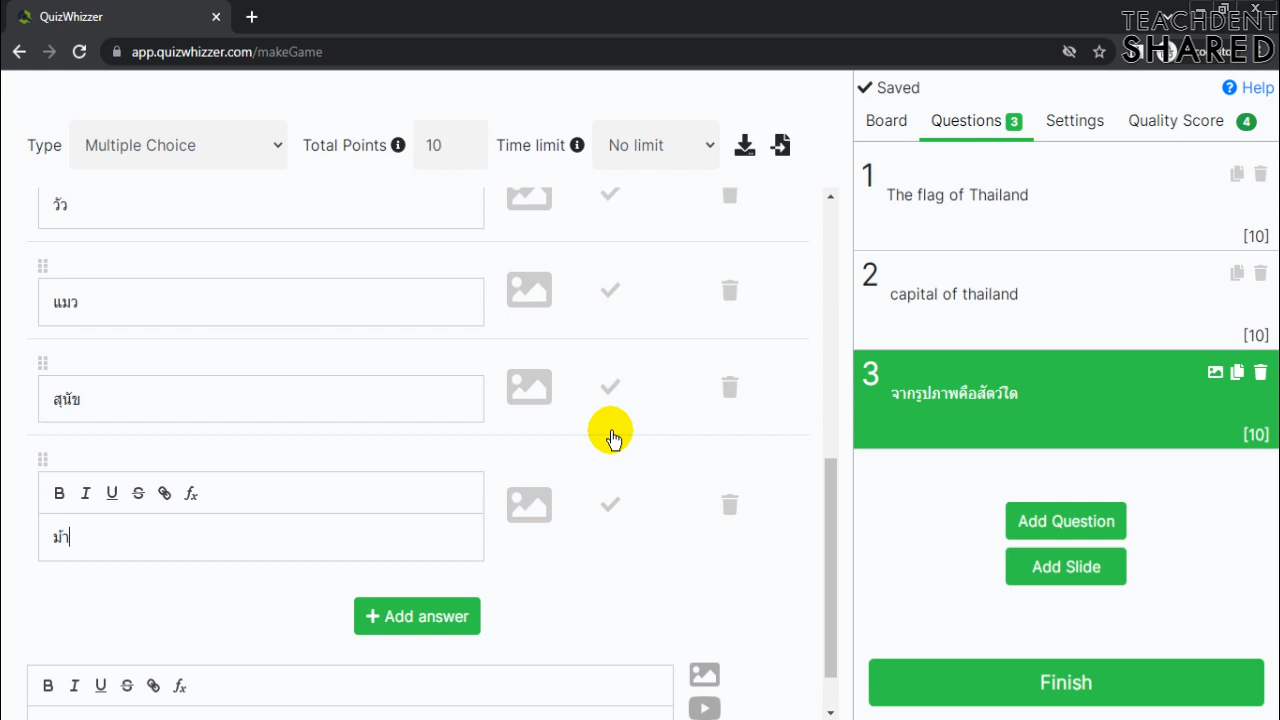 QuizWhizzer
TEACHDENT
SHARED
app.quizwhizzer.com/makeGame
Saved
Help
Board
Questions 3
Settings
Quality Score 4
Type
Multiple Choice
Total Points
10
Time limit
No limit
วัว
แมว
สุนัข
B I U S fx
ม้า
Add answer
B I U S fx
1
The flag of Thailand
[10]
2
capital of thailand
[10]
3
จากรูปภาพคือสัตว์ใด
[10]
Add Question
Add Slide
Finish